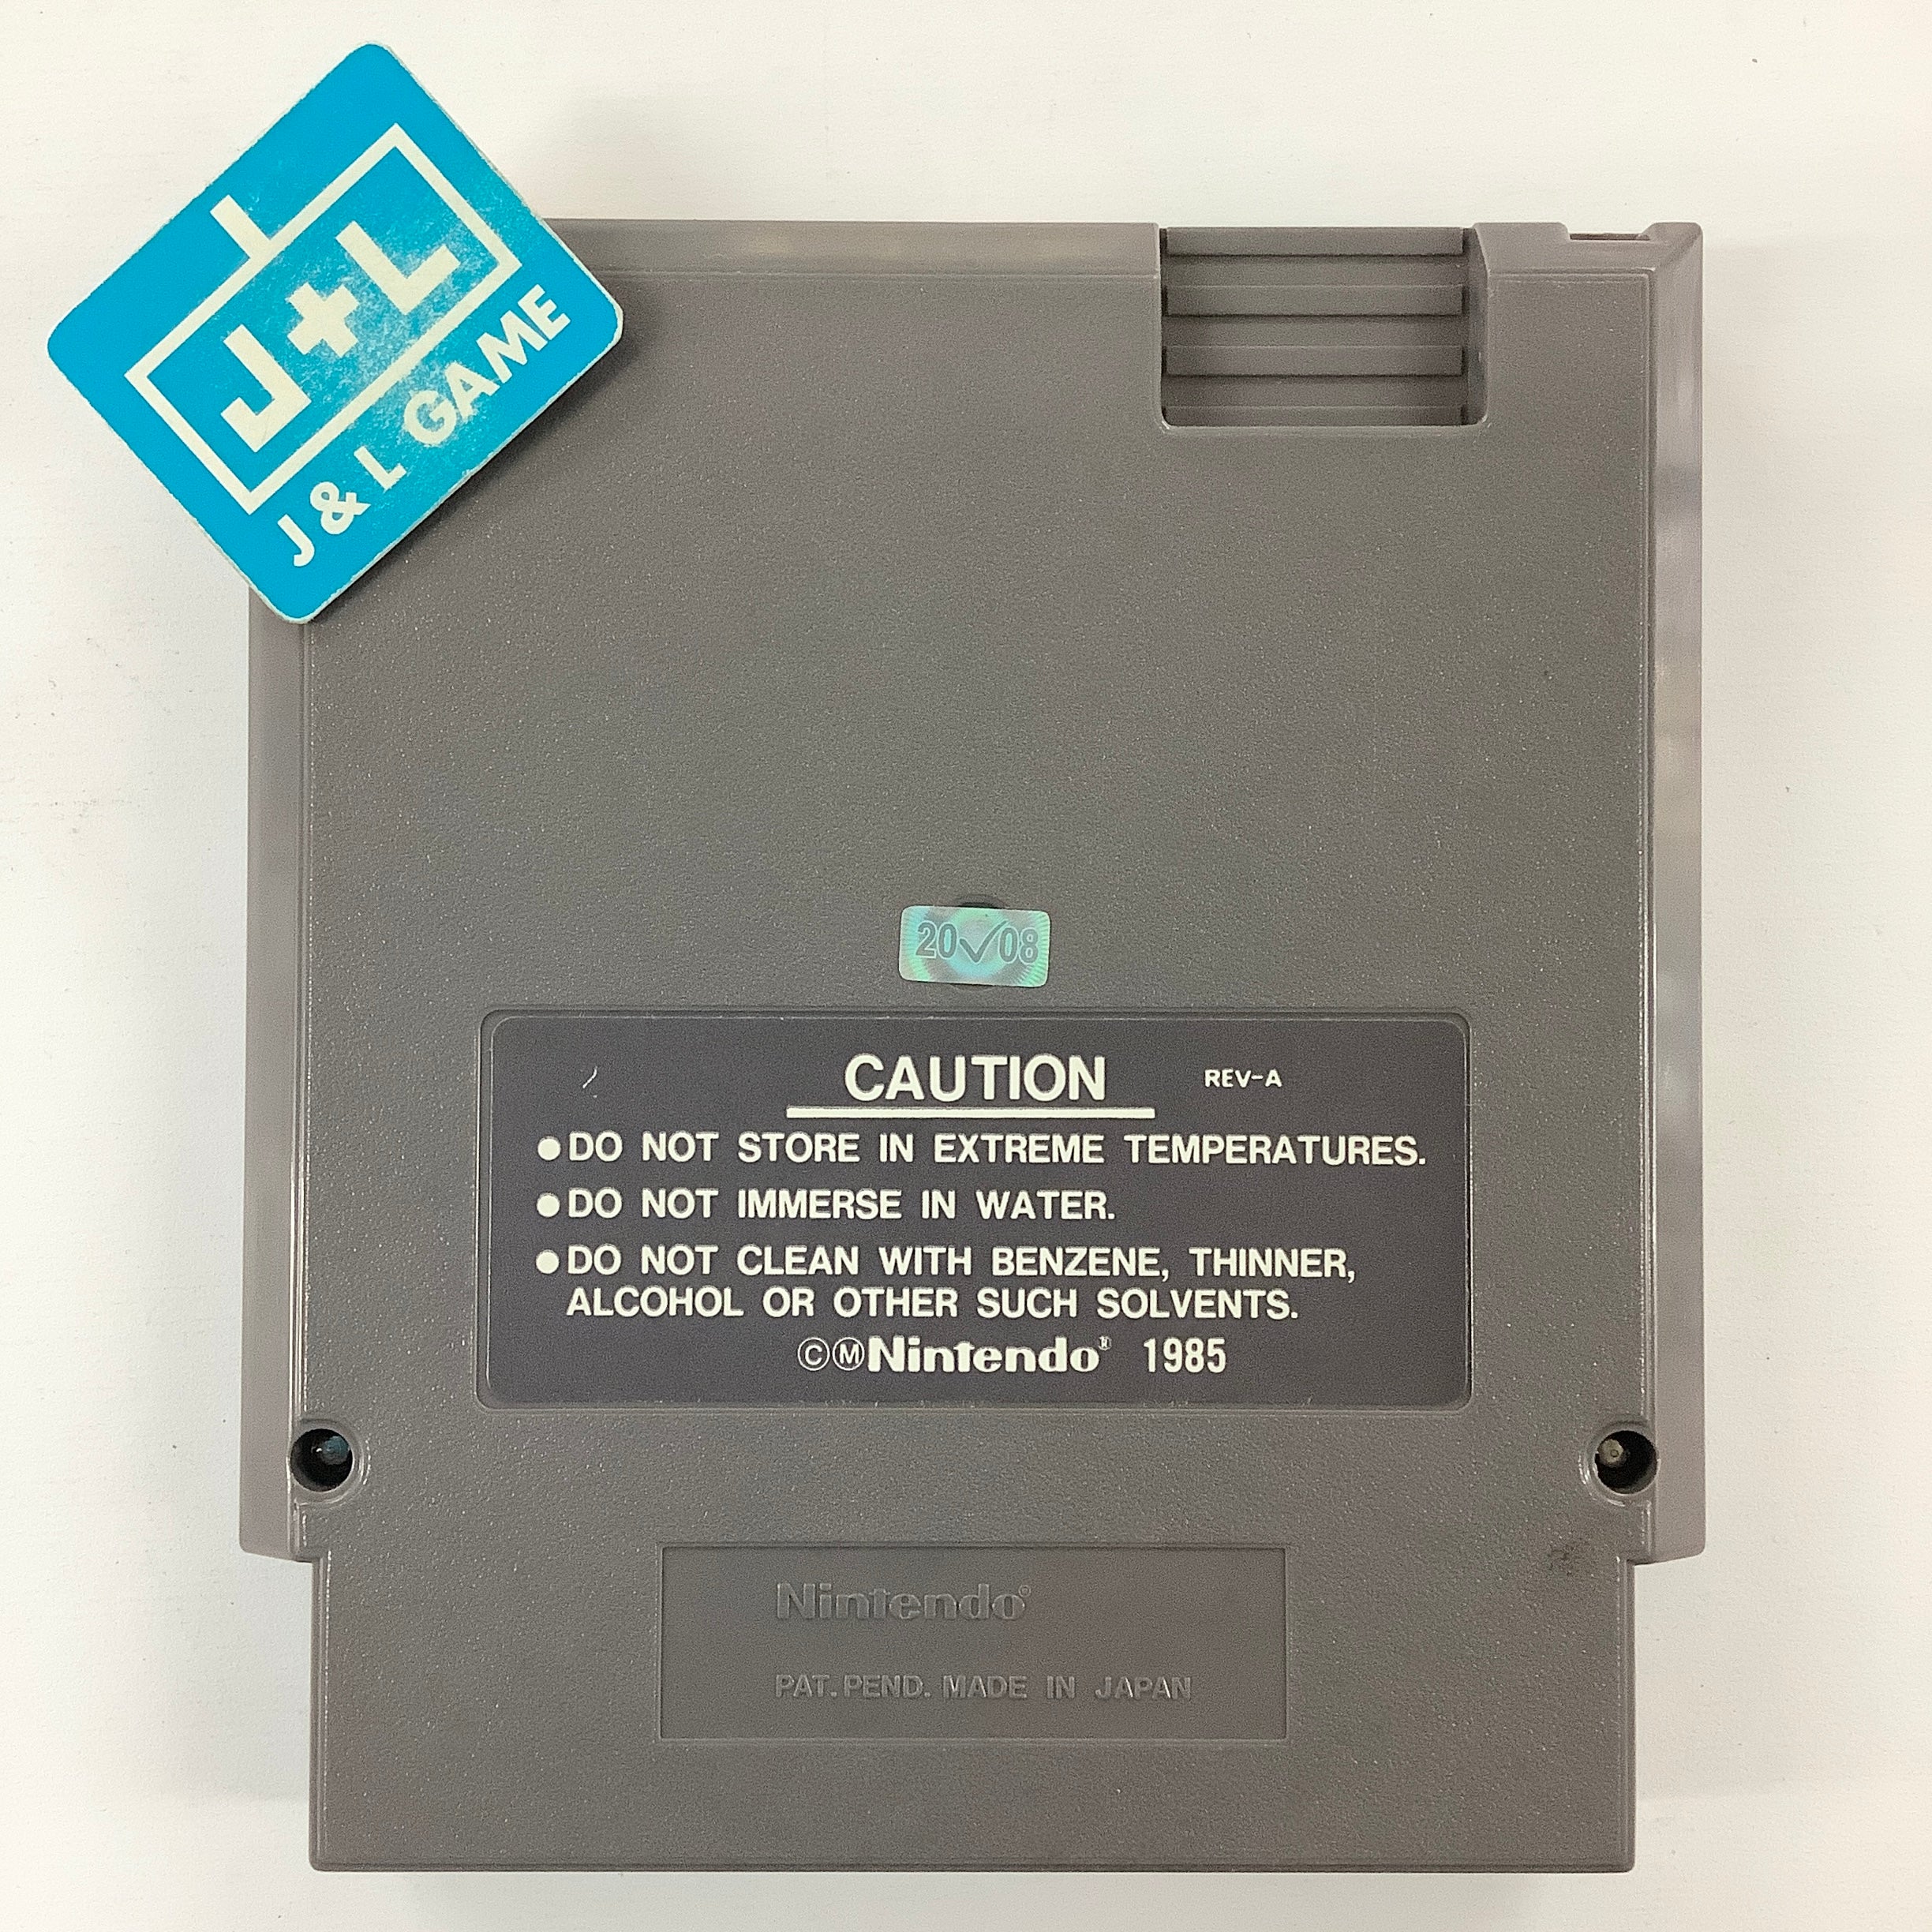 J+L
J & L GAME
20✓08
CAUTION REV-A
●DO NOT STORE IN EXTREME TEMPERATURES.
●DO NOT IMMERSE IN WATER.
●DO NOT CLEAN WITH BENZENE, THINNER,
ALCOHOL OR OTHER SUCH SOLVENTS.
©ⓂNintendo® 1985
Nintendo®
PAT.PEND. MADE IN JAPAN